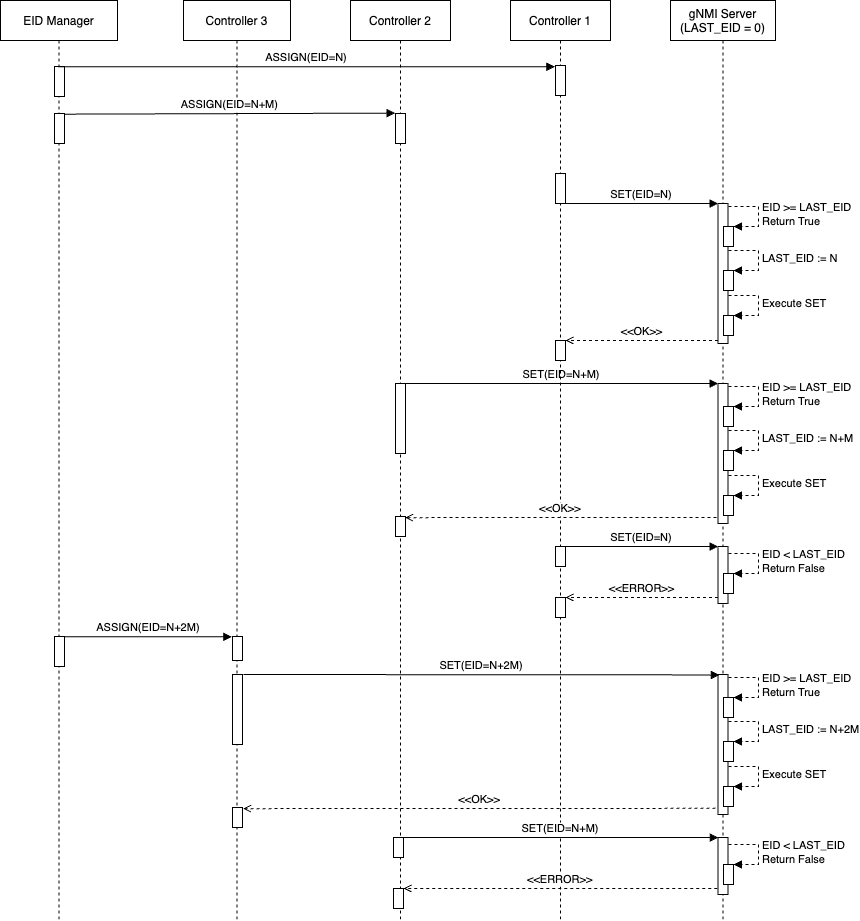 EID Manager
Controller 3
Controller 2
Controller 1
gNMI Server
(LAST_EID = 0)
ASSIGN(EID=N)
ASSIGN(EID=N+M)
SET(EID=N)
EID >= LAST_EID
Return True
LAST_EID := N
Execute SET
<<OK>>
SET(EID=N+M)
EID >= LAST_EID
Return True
LAST_EID := N+M
Execute SET
<<OK>>
SET(EID=N)
EID < LAST_EID
Return False
<<ERROR>>
ASSIGN(EID=N+2M)
SET(EID=N+2M)
EID >= LAST_EID
Return True
LAST_EID := N+2M
Execute SET
<<OK>>
SET(EID=N+M)
EID < LAST_EID
Return False
<<ERROR>>